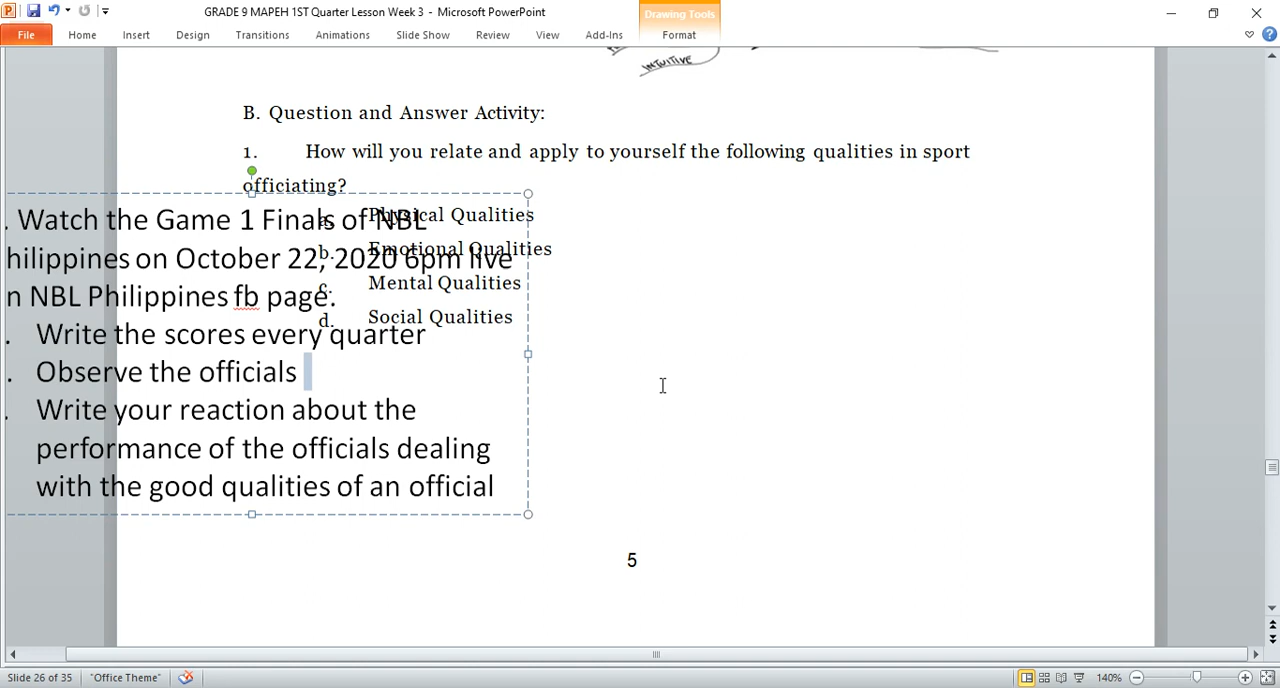 GRADE 9 MAPEH 1ST Quarter Lesson Week 3 - Microsoft PowerPoint
Drawing Tools
File Home Insert Design Transitions Animations Slide Show Review View Add-Ins Format
INTUITIVE
B. Question and Answer Activity:
1. How will you relate and apply to yourself the following qualities in sport
officiating?
a. Physical Qualities
b. Emotional Qualities
c. Mental Qualities
d. Social Qualities
. Watch the Game 1 Finals of NBL
hilippines on October 22, 2020 6pm live
n NBL Philippines fb page.
. Write the scores every quarter
. Observe the officials
. Write your reaction about the
performance of the officials dealing
with the good qualities of an official
5
Slide 26 of 35 "Office Theme" 140%